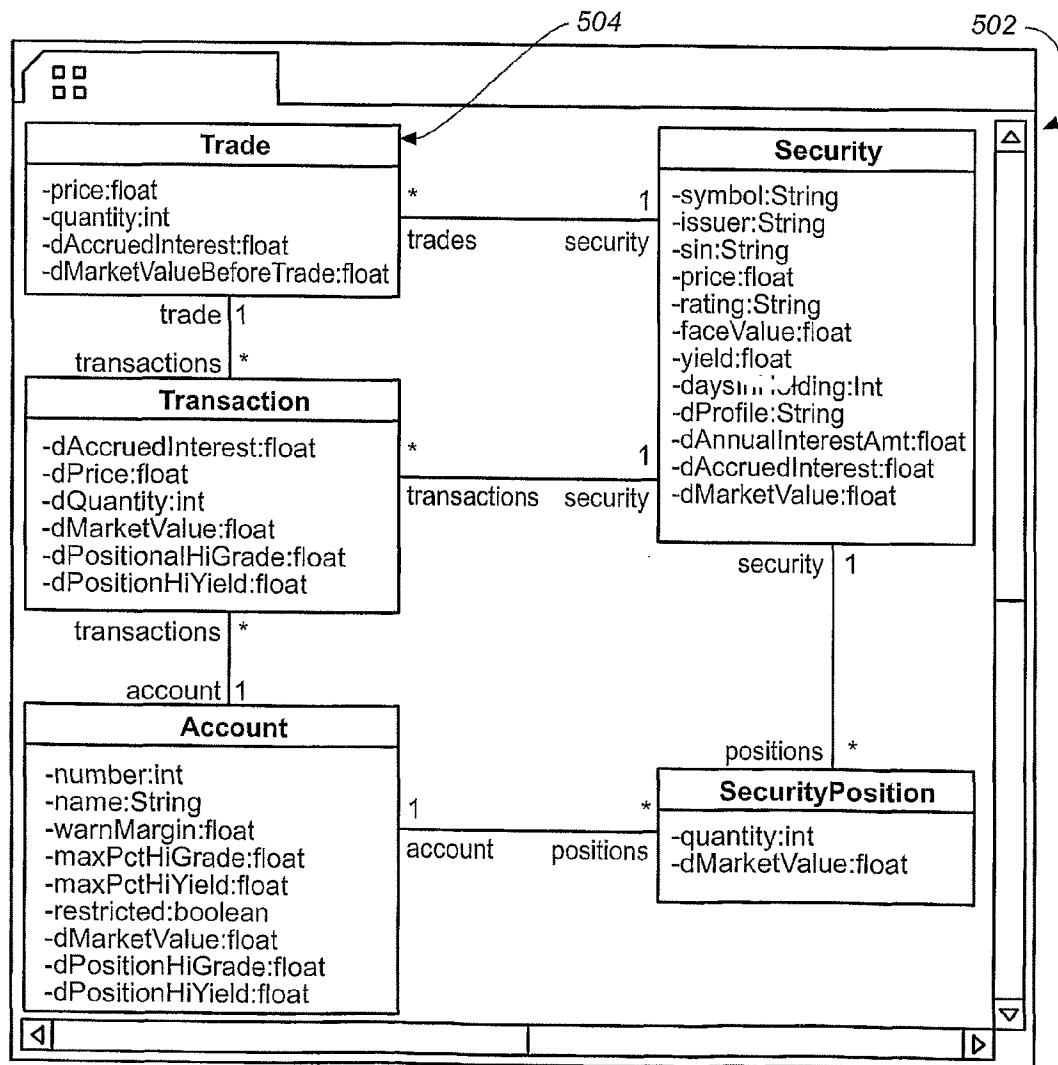 504
502
Trade
-price:float
-quantity:int
-dAccruedInterest:float
-dMarketValueBeforeTrade:float
* 1
trades security
Security
-symbol:String
-issuer:String
-sin:String
-price:float
-rating:String
-faceValue:float
-yield:float
-dProfile:String
-dAnnualInterestAmt:float
-dAccruedInterest:float
-dMarketValue:float
trade 1
transactions *
Transaction
-dAccruedInterest:float
-dPrice:float
-dQuantity:int
-dMarketValue:float
-dPositionalHiGrade:float
-dPositionHiYield:float
* 1
transactions security
security 1
positions *
transactions *
account 1
Account
-number:int
-name:String
-warnMargin:float
-maxPctHiGrade:float
-maxPctHiYield:float
-restricted:boolean
-dMarketValue:float
-dPositionHiGrade:float
-dPositionHiYield:float
1 *
account positions
SecurityPosition
-quantity:int
-dMarketValue:float